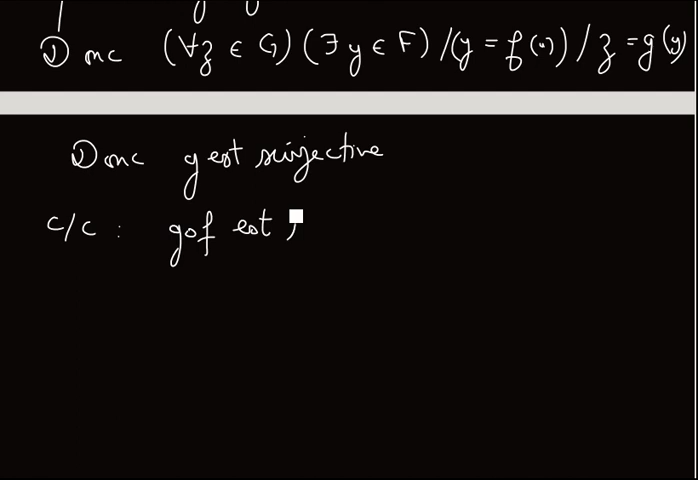 Donc (∀z ∈ G) (∃ y ∈ F) / (y = f(x)) / z = g(y)
Donc g est surjective
c/c : gof est